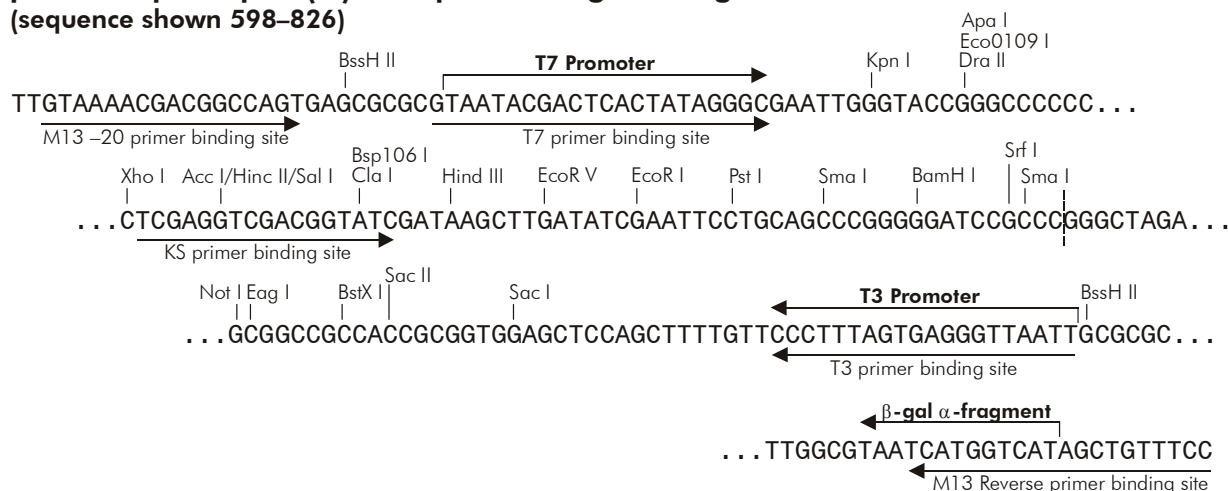 (sequence shown 598–826)
Apa I
Eco0109 I
BssH II T7 Promoter Kpn I Dra II
TTGTAAAACGACGGCCAGTGAGCGCGCGTAATACGACTCACTATAGGGCGAATTGGGTACCGGGCCCCCC...
M13 –20 primer binding site T7 primer binding site
Bsp106 I Srf I
Xho I Acc I/Hinc II/Sal I Cla I Hind III EcoR V EcoR I Pst I Sma I BamH I Sma I
...CTCGAGGTCGACGGTATCGATAAGCTTGATATCGAATTCCTGCAGCCCGGGGGATCCGCCCGGGCTAGA...
KS primer binding site
Sac II
Not I Eag I BstX I Sac I T3 Promoter BssH II
...GCGGCCGCCACCGCGGTGGAGCTCCAGCTTTTGTTCCCTTTAGTGAGGGTTAATTGCGCGC...
T3 primer binding site
β-gal α-fragment
...TTGGCGTAATCATGGTCATAGCTGTTTCC
M13 Reverse primer binding site